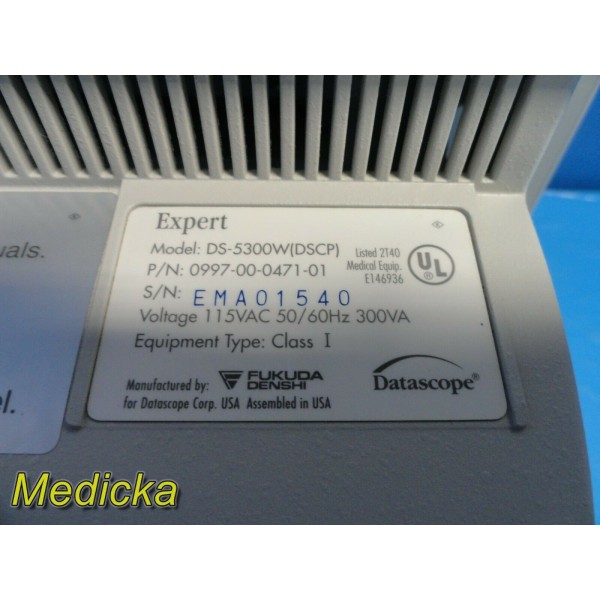 Expert
Model: DS-5300W(DSCP)
P/N: 0997-00-0471-01
S/N: EMA01540
Voltage 115VAC 50/60Hz 300VA
Equipment Type: Class I
Listed 2T40
Medical Equip.
E146936
UL
Manufactured by: FUKUDA DENSHI
for Datascope Corp. USA Assembled in USA
Datascope®
Medicka